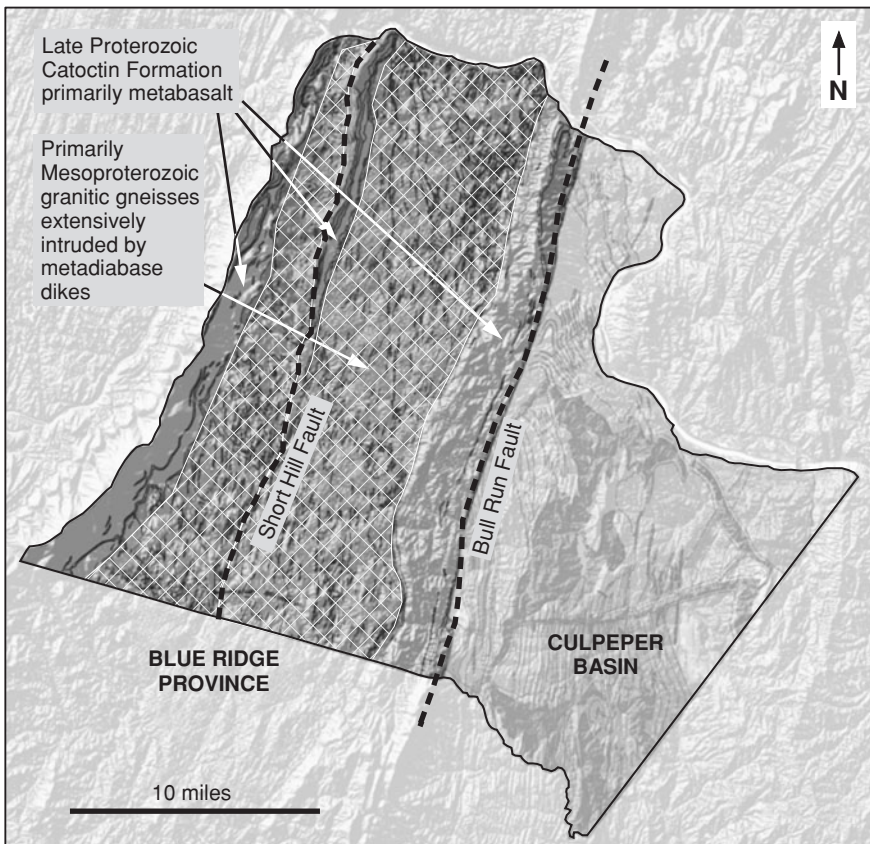 Late Proterozoic
Catoctin Formation
primarily metabasalt
N
Primarily
Mesoproterozoic
granitic gneisses
extensively
intruded by
metadiabase
dikes
Short Hill Fault
Bull Run Fault
BLUE RIDGE
PROVINCE
CULPEPER
BASIN
10 miles